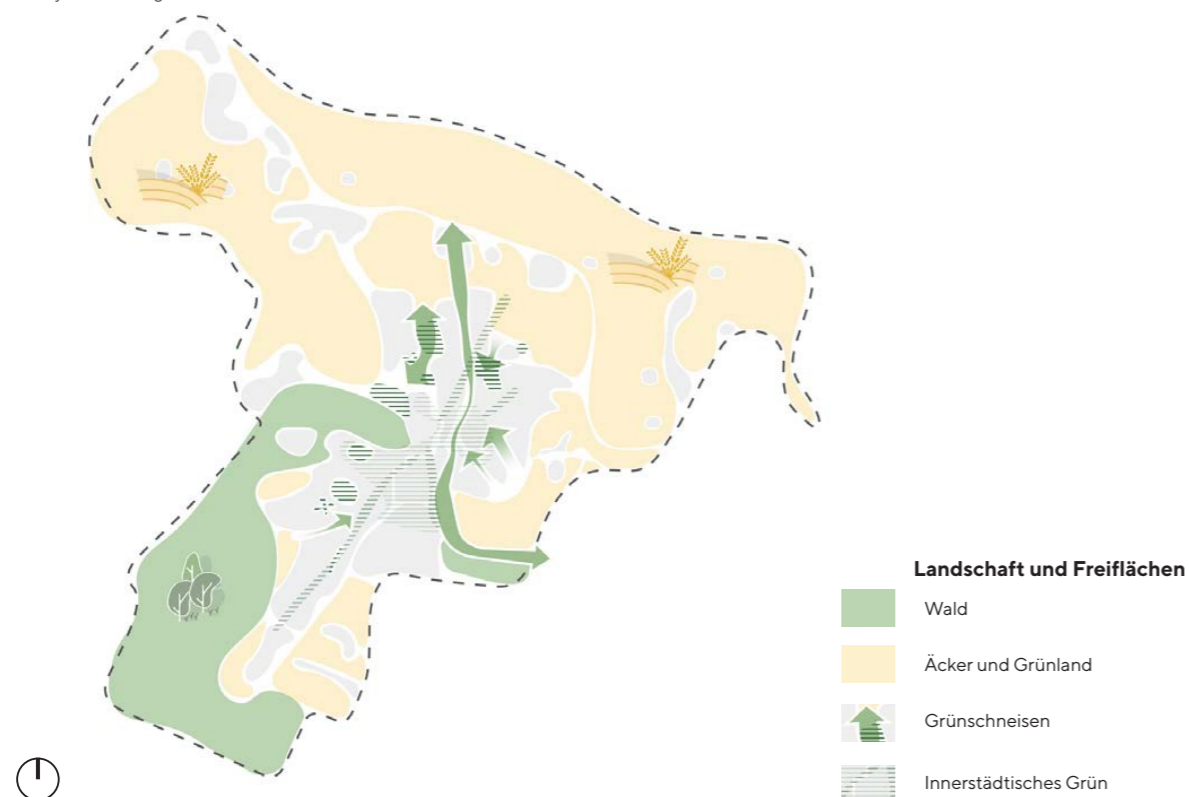 Landschaft und Freiflächen
Wald
Äcker und Grünland
Grünschneisen
Innerstädtisches Grün